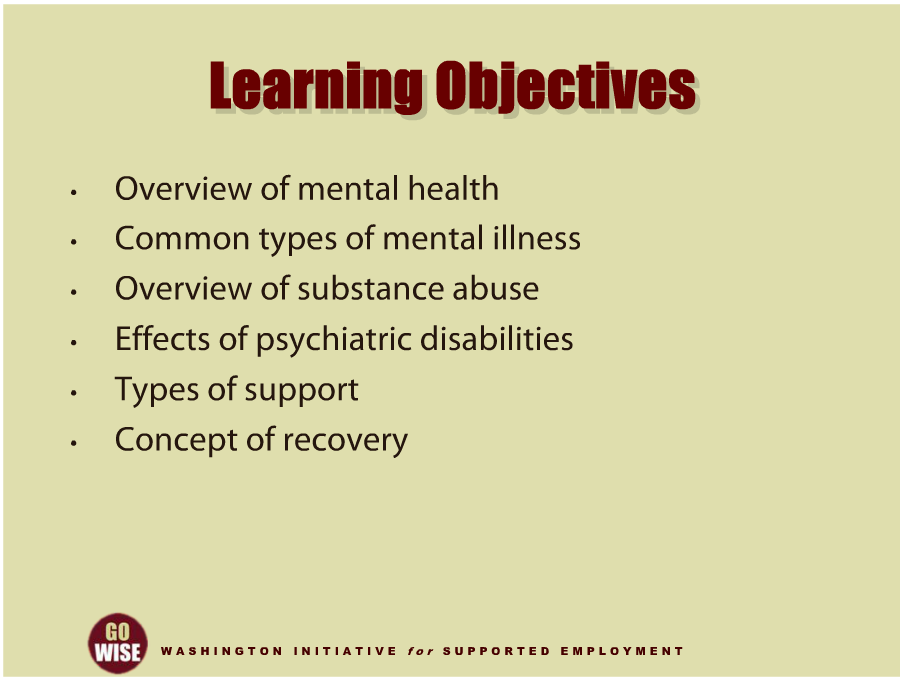 Learning Objectives
• Overview of mental health
• Common types of mental illness
• Overview of substance abuse
• Effects of psychiatric disabilities
• Types of support
• Concept of recovery
GO
WISE
WASHINGTON INITIATIVE for SUPPORTED EMPLOYMENT